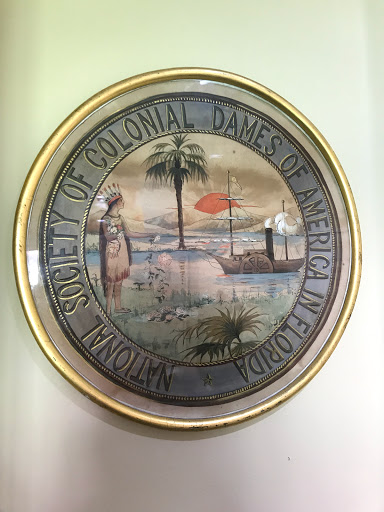 NATIONAL SOCIETY OF COLONIAL DAMES OF AMERICA IN FLORIDA